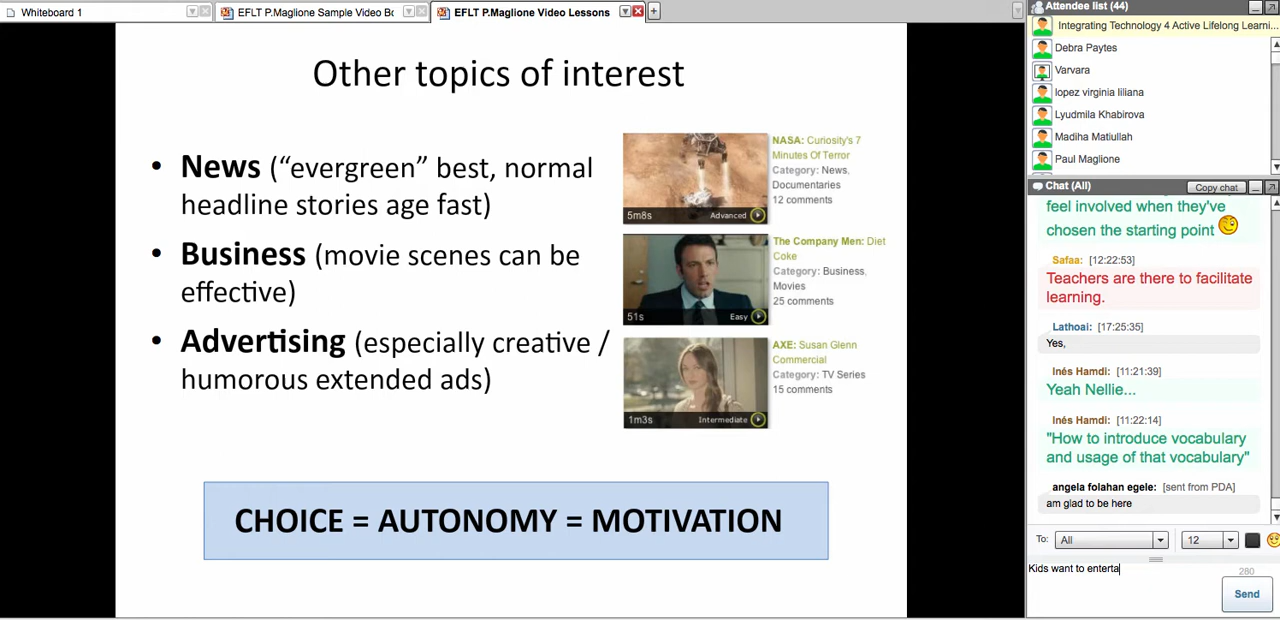 Whiteboard 1
EFLT P.Maglione Sample Video Bo
EFLT P.Maglione Video Lessons
Other topics of interest
• News (“evergreen” best, normal
headline stories age fast)
• Business (movie scenes can be
effective)
• Advertising (especially creative /
humorous extended ads)
5m8s
Advanced
NASA: Curiosity's 7
Minutes Of Terror
Category: News,
Documentaries
12 comments
51s
Easy
The Company Men: Diet
Coke
Category: Business,
Movies
25 comments
1m3s
Intermediate
AXE: Susan Glenn
Commercial
Category: TV Series
15 comments
CHOICE = AUTONOMY = MOTIVATION
Attendee list (44)
Integrating Technology 4 Active Lifelong Learni...
Debra Paytes
Varvara
lopez virginia liliana
Lyudmila Khabirova
Madiha Matiullah
Paul Maglione
Chat (All)
Copy chat
feel involved when they've
chosen the starting point
Safaa: [12:22:53]
Teachers are there to facilitate
learning.
Lathoai: [17:25:35]
Yes,
Inés Hamdi: [11:21:39]
Yeah Nellie...
Inés Hamdi: [11:22:14]
"How to introduce vocabulary
and usage of that vocabulary"
angela folahan egele: [sent from PDA]
am glad to be here
To:
All
12
Kids want to enterta
280
Send